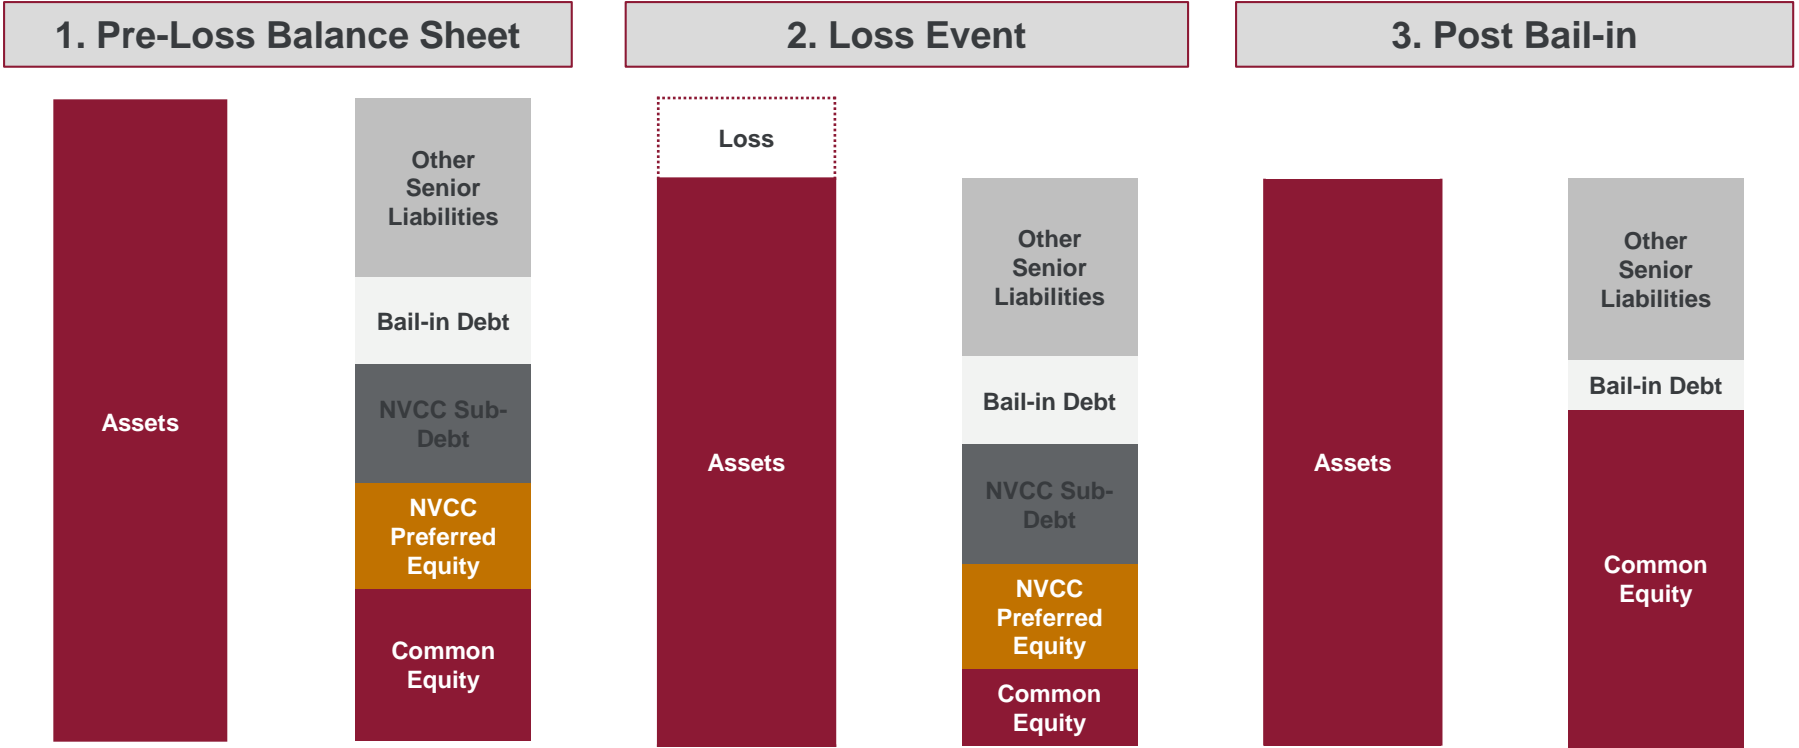 1. Pre-Loss Balance Sheet
2. Loss Event
3. Post Bail-in
Assets
Other
Senior
Liabilities
Bail-in Debt
NVCC Sub-
Debt
NVCC
Preferred
Equity
Common
Equity
Loss
Assets
Other
Senior
Liabilities
Bail-in Debt
NVCC Sub-
Debt
NVCC
Preferred
Equity
Common
Equity
Assets
Other
Senior
Liabilities
Bail-in Debt
Common
Equity